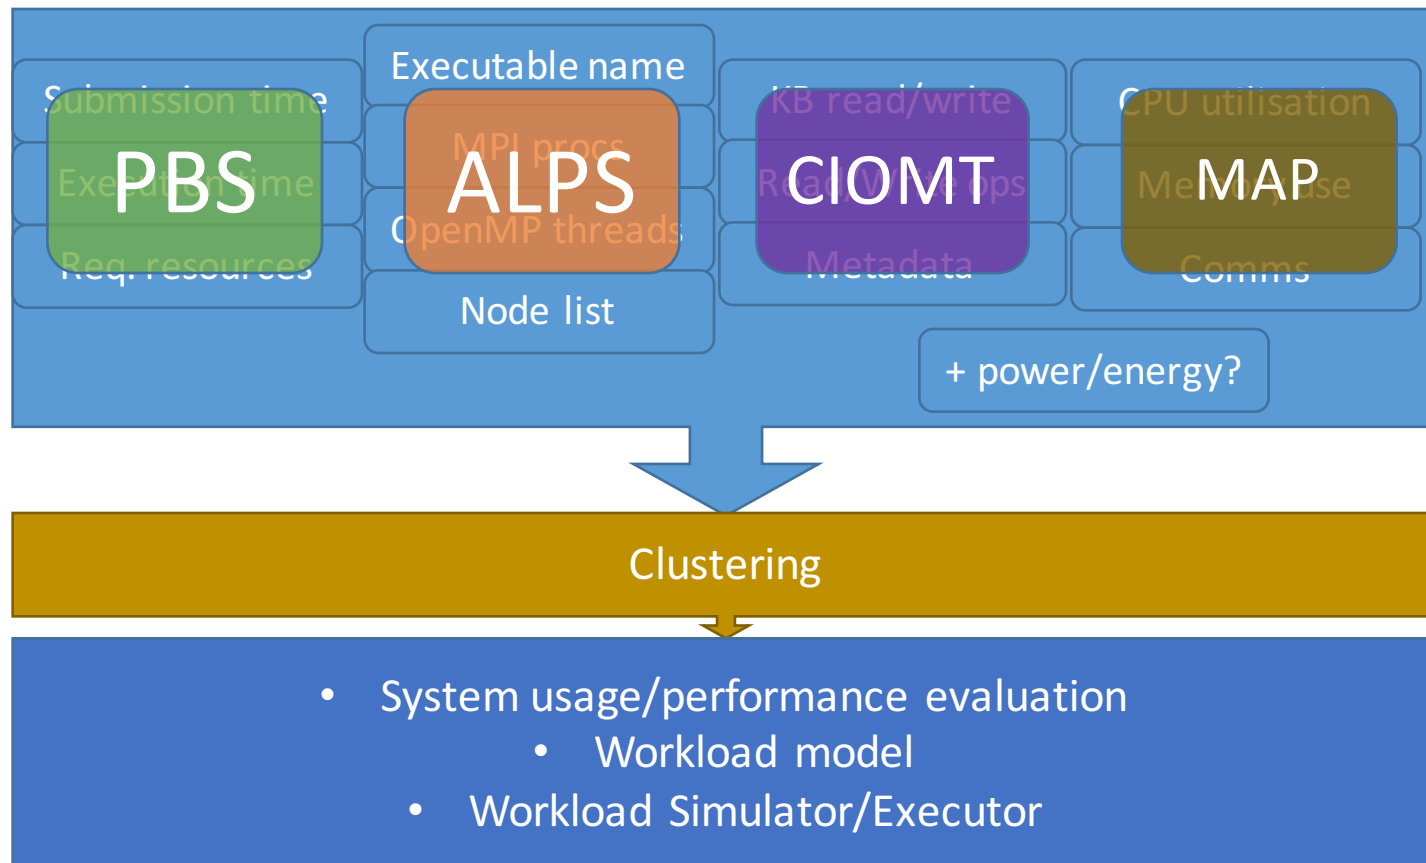 Submission time
Execution time
Req. resources
PBS
Executable name
MPI procs
OpenMP threads
Node list
ALPS
KB read/write
Read/Write ops
Metadata
CIOMT
CPU utilisation
Memory use
Comms
MAP
+ power/energy?
Clustering
• System usage/performance evaluation
• Workload model
• Workload Simulator/Executor